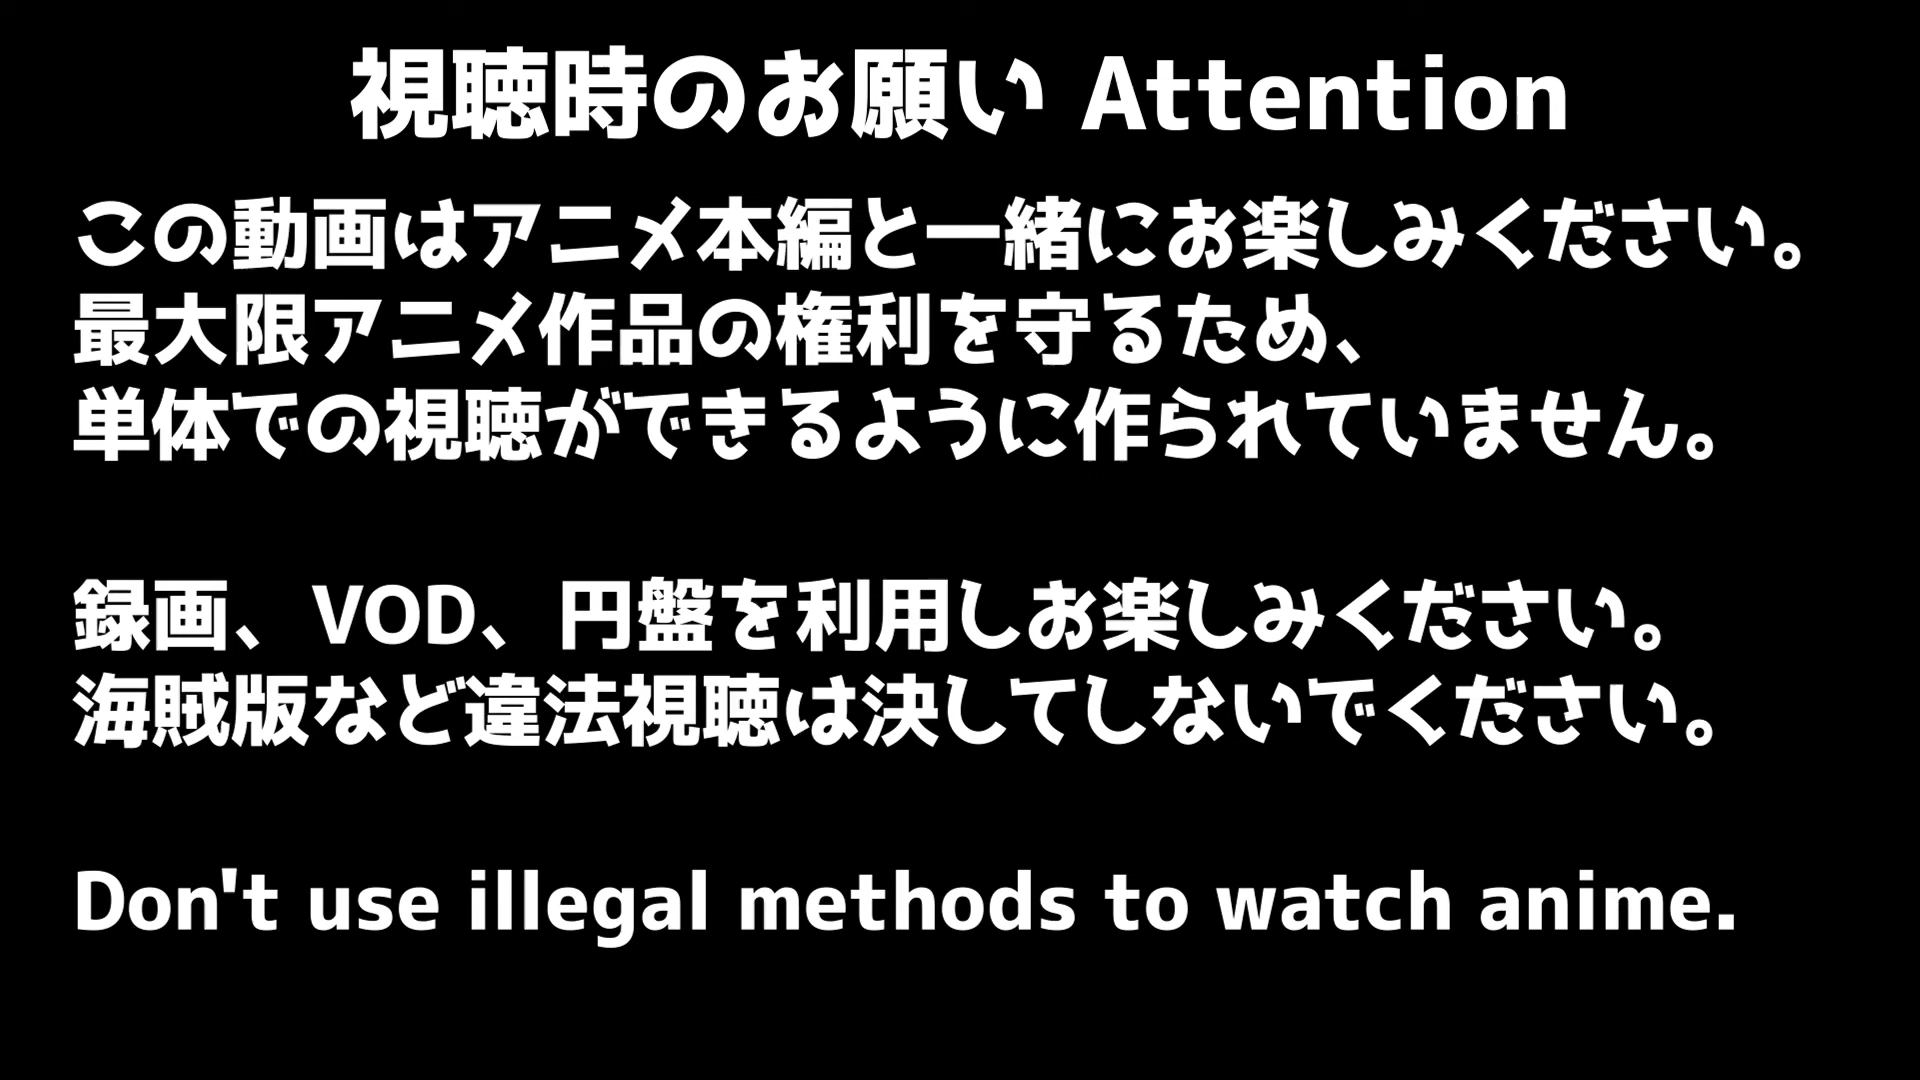 視聴時のお願い Attention
この動画はアニメ本編と一緒にお楽しみください。
最大限アニメ作品の権利を守るため、
単体での視聴ができるように作られていません。
録画、VOD、円盤を利用しお楽しみください。
海賊版など違法視聴は決してしないでください。
Don't use illegal methods to watch anime.